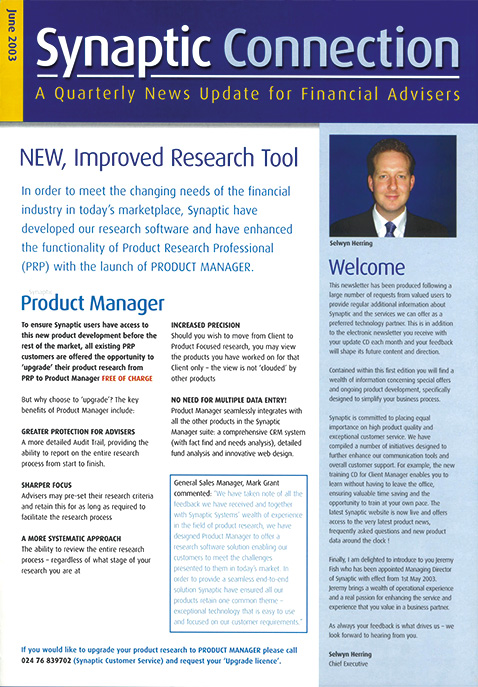 June 2003
Synaptic Connection
A Quarterly News Update for Financial Advisers
NEW, Improved Research Tool
In order to meet the changing needs of the financial
industry in today's marketplace, Synaptic have
developed our research software and have enhanced
the functionality of Product Research Professional
(PRP) with the launch of PRODUCT MANAGER.
Product Manager
To ensure Synaptic users have access to
this new product development before the
rest of the market, all existing PRP
customers are offered the opportunity to
'upgrade' their product research from
PRP to Product Manager FREE OF CHARGE
But why choose to 'upgrade'? The key
benefits of Product Manager include:
GREATER PROTECTION FOR ADVISERS
A more detailed Audit Trail, providing the
ability to report on the entire research
process from start to finish.
SHARPER FOCUS
Advisers may pre-set their research criteria
and retain this for as long as required to
facilitate the research process
A MORE SYSTEMATIC APPROACH
The ability to review the entire research
process – regardless of what stage of your
research you are at
INCREASED PRECISION
Should you wish to move from Client to
Product Focused research, you may view
the products you have worked on for that
Client only – the view is not 'clouded' by
other products
NO NEED FOR MULTIPLE DATA ENTRY!
Product Manager seamlessly integrates with
all the other products in the Synaptic
Manager suite: a comprehensive CRM system
(with fact find and needs analysis), detailed
fund analysis and innovative web design.
General Sales Manager, Mark Grant
commented: "We have taken note of all the
feedback we have received and together
with Synaptic Systems' wealth of experience
in the field of product research, we have
designed Product Manager to offer a
research software solution enabling our
customers to meet the challenges
presented to them in today's market. In
order to provide a seamless end-to-end
solution Synaptic have ensured all our
products retain one common theme –
exceptional technology that is easy to use
and focused on our customer requirements."
If you would like to upgrade your product research to PRODUCT MANAGER please call
024 76 839702 (Synaptic Customer Service) and request your 'Upgrade licence'.
Selwyn Herring
Welcome
This newsletter has been produced following a
large number of requests from valued users to
provide regular additional information about
Synaptic and the services we can offer as a
preferred technology partner. This is in addition
to the electronic newsletter you receive with
your update CD each month and your feedback
will shape its future content and direction.
Contained within this first edition you will find a
wealth of information concerning special offers
and ongoing product development, specifically
designed to simplify your business process.
Synaptic is committed to placing equal
importance on high product quality and
exceptional customer service. We have
compiled a number of initiatives designed to
further enhance our communication tools and
overall customer support. For example, the new
training CD for Client Manager enables you to
learn without having to leave the office,
ensuring valuable time saving and the
opportunity to train at your own pace. The
latest Synaptic website is now live and offers
access to the very latest product news,
frequently asked questions and new product
data around the clock !
Finally, I am delighted to introduce to you Jeremy
Fish who has been appointed Managing Director
of Synaptic with effect from 1st May 2003.
Jeremy brings a wealth of operational experience
and a real passion for enhancing the service and
experience that you value in a business partner.
As always your feedback is what drives us – we
look forward to hearing from you.
Selwyn Herring
Chief Executive